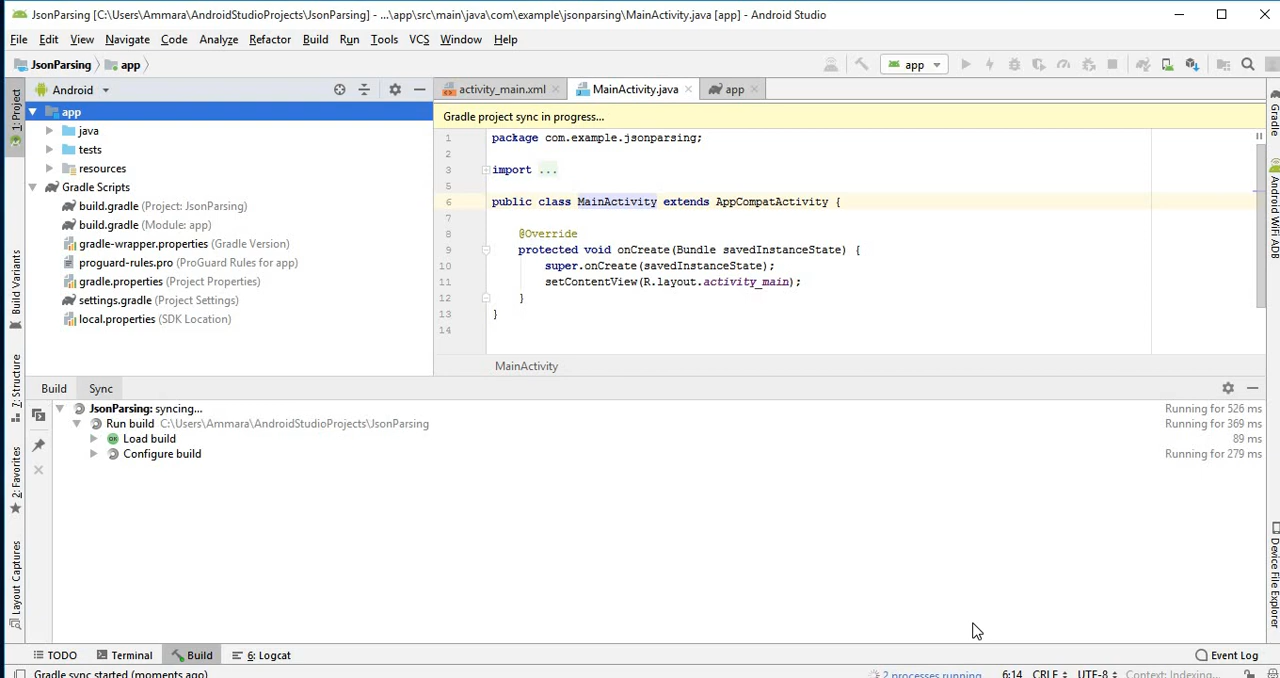 JsonParsing [C:\Users\Ammara\AndroidStudioProjects\JsonParsing] - ...\app\src\main\java\com\example\jsonparsing\MainActivity.java [app] - Android Studio
File Edit View Navigate Code Analyze Refactor Build Run Tools VCS Window Help
JsonParsing app app
1: Project
Build Variants
7: Structure
2: Favorites
Layout Captures
Android
app
java
tests
resources
Gradle Scripts
build.gradle (Project: JsonParsing)
build.gradle (Module: app)
gradle-wrapper.properties (Gradle Version)
proguard-rules.pro (ProGuard Rules for app)
gradle.properties (Project Properties)
settings.gradle (Project Settings)
local.properties (SDK Location)
activity_main.xml MainActivity.java app
Gradle project sync in progress...
1 package com.example.jsonparsing;
2
3 import ...
5
6 public class MainActivity extends AppCompatActivity {
7
8 @Override
9 protected void onCreate(Bundle savedInstanceState) {
10 super.onCreate(savedInstanceState);
11 setContentView(R.layout.activity_main);
12 }
13 }
14
MainActivity
Gradle
Android WiFi ADB
Device File Explorer
Build Sync
JsonParsing: syncing... Running for 526 ms
Run build C:\Users\Ammara\AndroidStudioProjects\JsonParsing Running for 369 ms
Load build 89 ms
Configure build Running for 279 ms
TODO Terminal Build 6: Logcat Event Log
Gradle sync started (moments ago) 2 processes running 6:14 CRLF UTF-8 Context: Indexing...